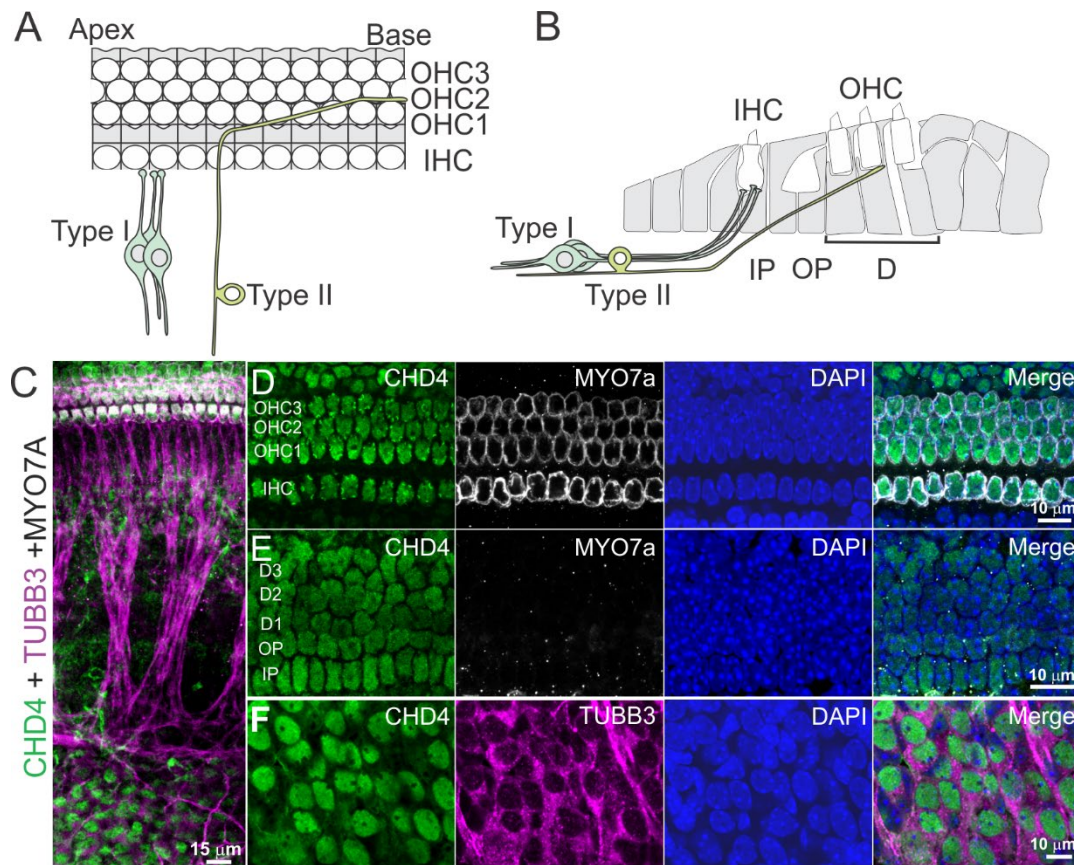 A
Apex
Base
OHC3
OHC2
OHC1
IHC
Type I
Type II
B
IHC
OHC
Type I
Type II
IP
OP
D
C
CHD4 + TUBB3 +MYO7A
15 μm
D
CHD4
MYO7a
DAPI
Merge
OHC3
OHC2
OHC1
IHC
10 μm
E
CHD4
MYO7a
DAPI
Merge
D3
D2
D1
OP
IP
10 μm
F
CHD4
TUBB3
DAPI
Merge
10 μm